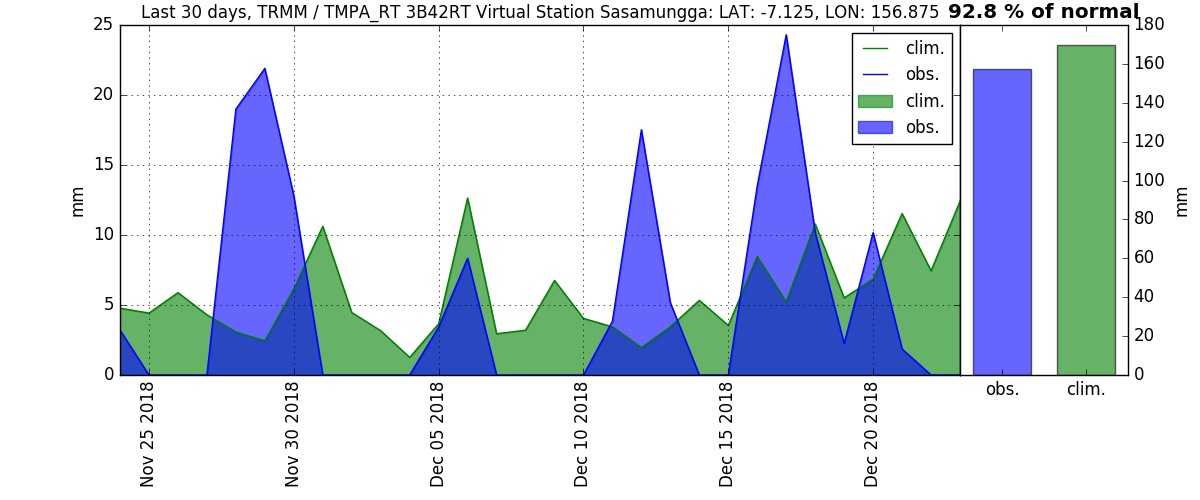 Last 30 days, TRMM / TMPA_RT 3B42RT Virtual Station Sasamungga: LAT: -7.125, LON: 156.875
92.8 % of normal
25
20
15
10
5
0
mm
clim.
obs.
clim.
obs.
Nov 25 2018
Nov 30 2018
Dec 05 2018
Dec 10 2018
Dec 15 2018
Dec 20 2018
180
160
140
120
100
80
60
40
20
0
mm
obs.
clim.